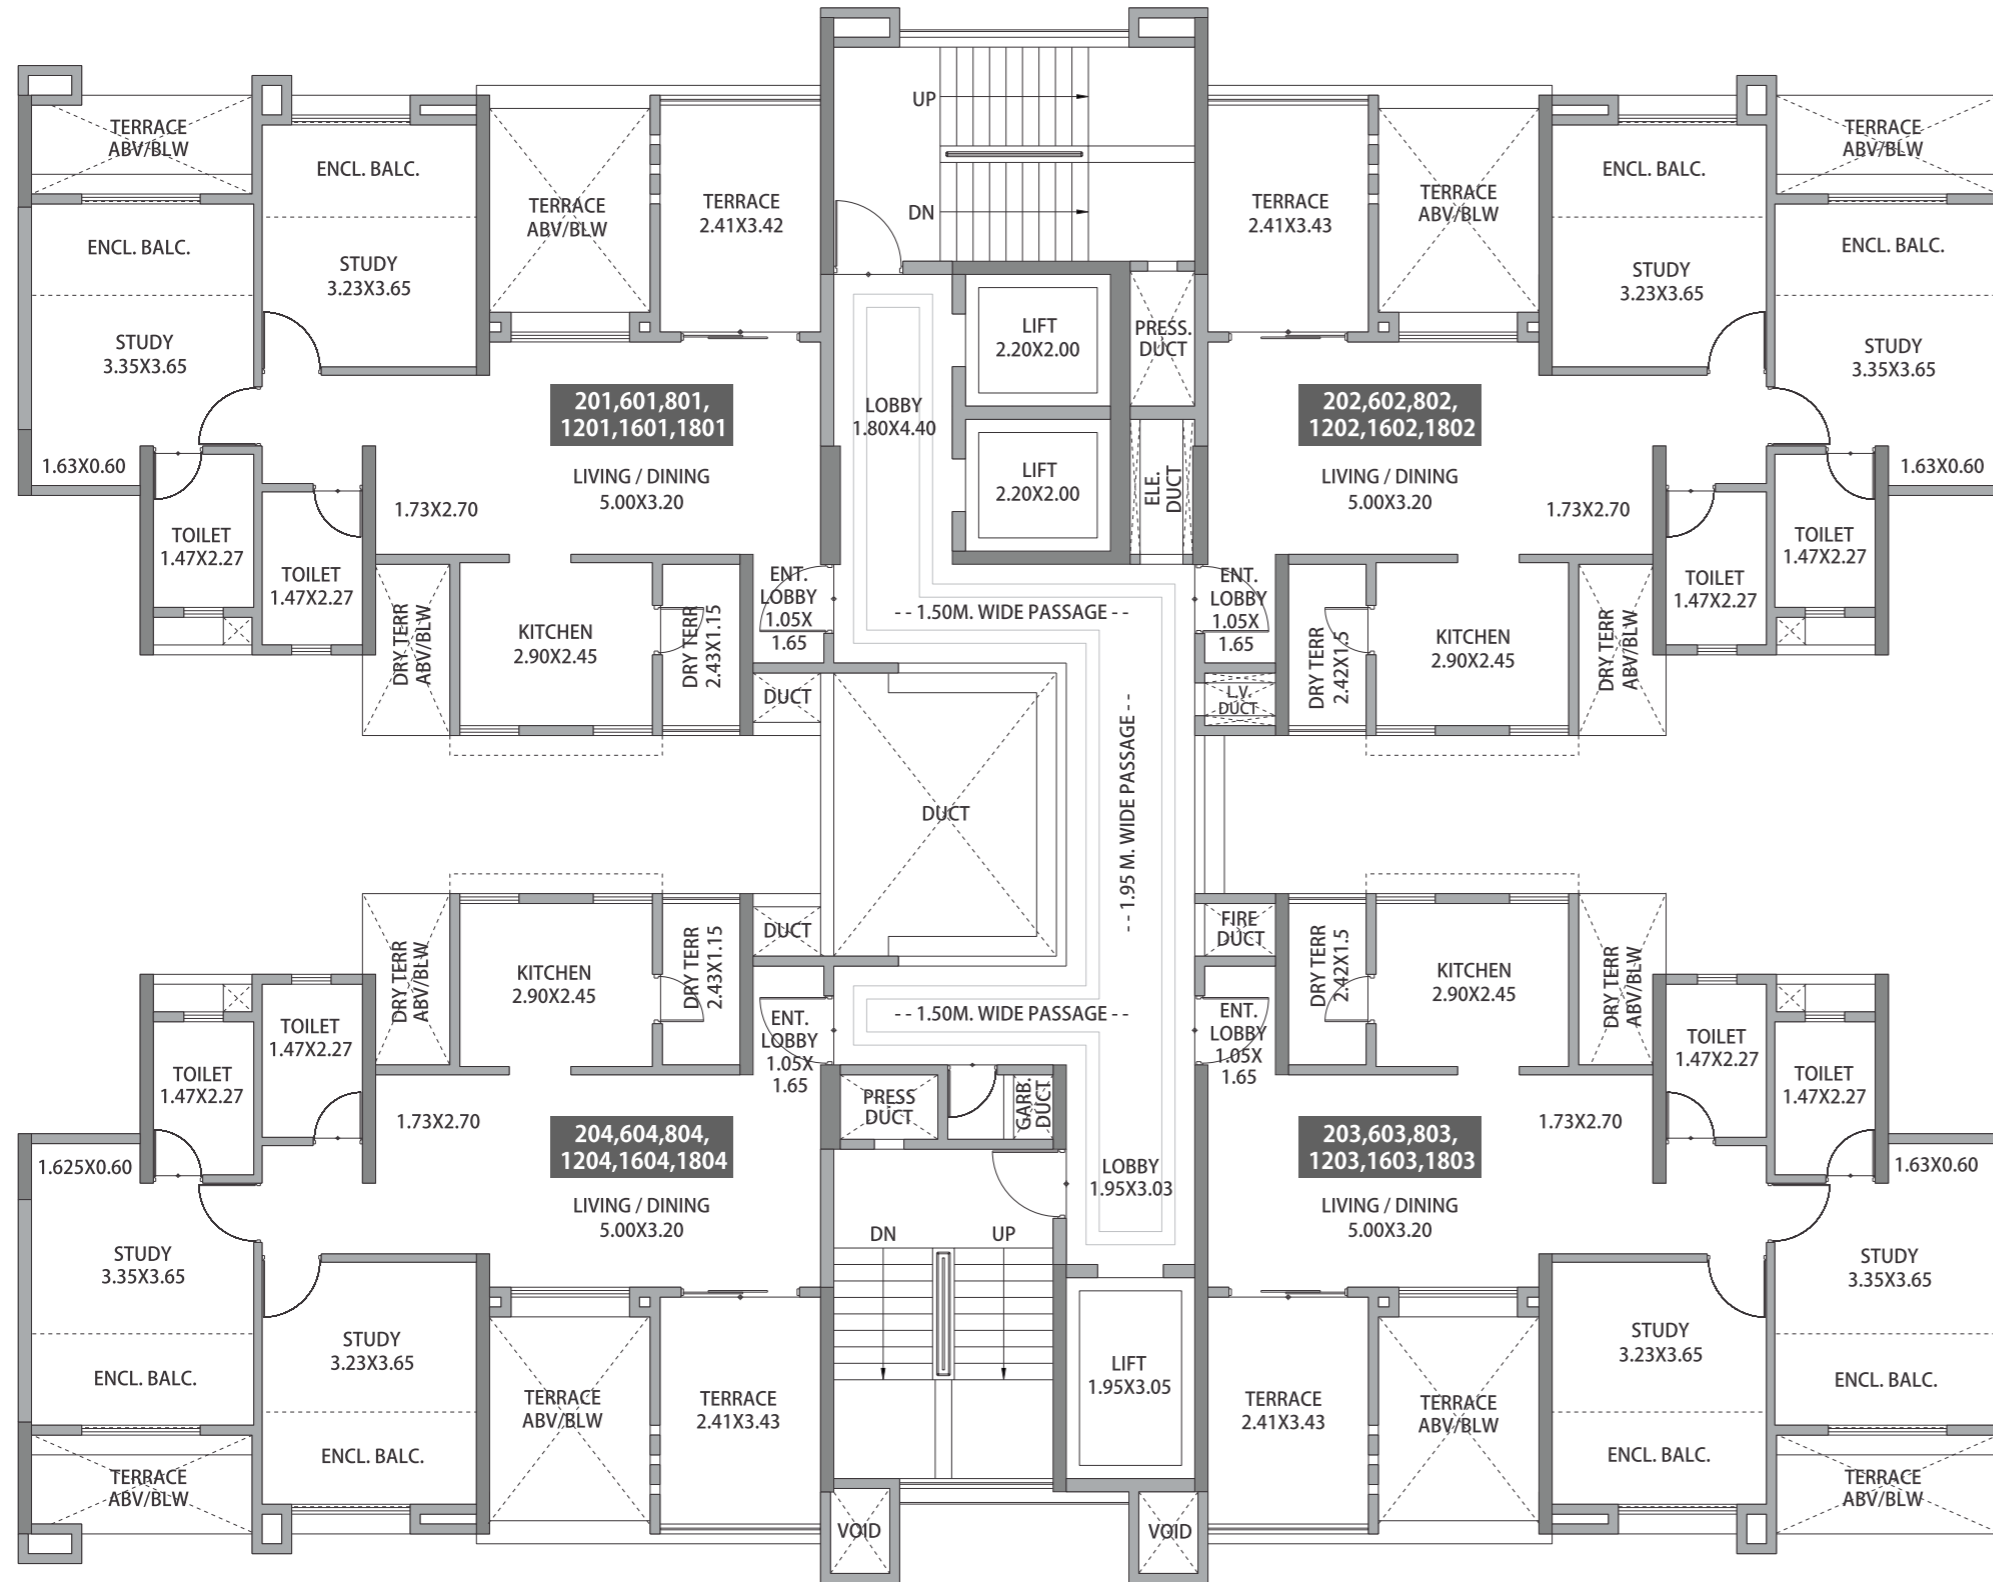 UP
DN
TERRACE
ABV/BLW
ENCL. BALC.
STUDY
3.23X3.65
ENCL. BALC.
STUDY
3.35X3.65
1.63X0.60
TERRACE
ABV/BLW
TERRACE
2.41X3.42
201,601,801,
1201,1601,1801
LIVING / DINING
5.00X3.20
1.73X2.70
TOILET
1.47X2.27
TOILET
1.47X2.27
DRY TERR
ABV/BLW
KITCHEN
2.90X2.45
DRY TERR
2.43X1.15
ENT.
LOBBY
1.05X
1.65
DUCT
LOBBY
1.80X4.40
LIFT
2.20X2.00
LIFT
2.20X2.00
PRESS.
DUCT
ELE.
DUCT
-- 1.50M. WIDE PASSAGE --
TERRACE
2.41X3.43
TERRACE
ABV/BLW
ENCL. BALC.
STUDY
3.23X3.65
TERRACE
ABV/BLW
ENCL. BALC.
STUDY
3.35X3.65
202,602,802,
1202,1602,1802
LIVING / DINING
5.00X3.20
1.73X2.70
1.63X0.60
TOILET
1.47X2.27
TOILET
1.47X2.27
ENT.
LOBBY
1.05X
1.65
L.V.
DUCT
DRY TERR
2.42X1.5
KITCHEN
2.90X2.45
DRY TERR
ABV/BLW
DUCT
-- 1.95 M. WIDE PASSAGE --
DRY TERR
ABV/BLW
KITCHEN
2.90X2.45
DRY TERR
2.43X1.15
DUCT
ENT.
LOBBY
1.05X
1.65
TOILET
1.47X2.27
TOILET
1.47X2.27
1.73X2.70
204,604,804,
1204,1604,1804
LIVING / DINING
5.00X3.20
1.625X0.60
STUDY
3.35X3.65
ENCL. BALC.
TERRACE
ABV/BLW
STUDY
3.23X3.65
ENCL. BALC.
TERRACE
ABV/BLW
TERRACE
2.41X3.43
-- 1.50M. WIDE PASSAGE --
PRESS
DUCT
GARB.
DUCT
LOBBY
1.95X3.03
DN
UP
LIFT
1.95X3.05
VOID
VOID
FIRE
DUCT
ENT.
LOBBY
1.05X
1.65
DRY TERR
2.42X1.5
KITCHEN
2.90X2.45
DRY TERR
ABV/BLW
TOILET
1.47X2.27
TOILET
1.47X2.27
1.73X2.70
1.63X0.60
203,603,803,
1203,1603,1803
LIVING / DINING
5.00X3.20
STUDY
3.35X3.65
ENCL. BALC.
TERRACE
ABV/BLW
STUDY
3.23X3.65
ENCL. BALC.
TERRACE
2.41X3.43
TERRACE
ABV/BLW